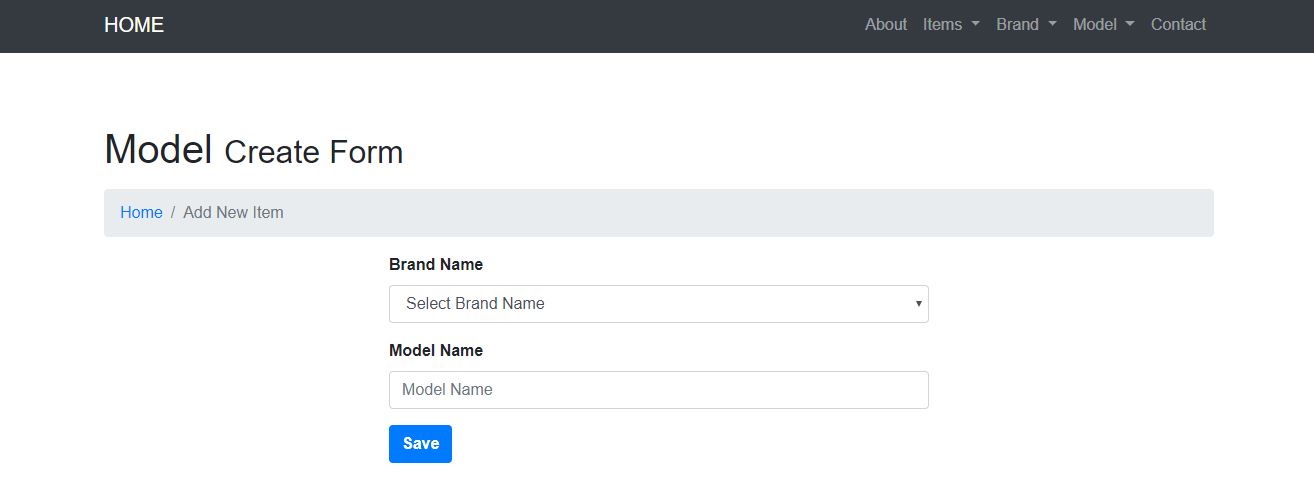 HOME About Items Brand Model Contact
Model Create Form
Home / Add New Item
Brand Name
Select Brand Name
Model Name
Model Name
Save